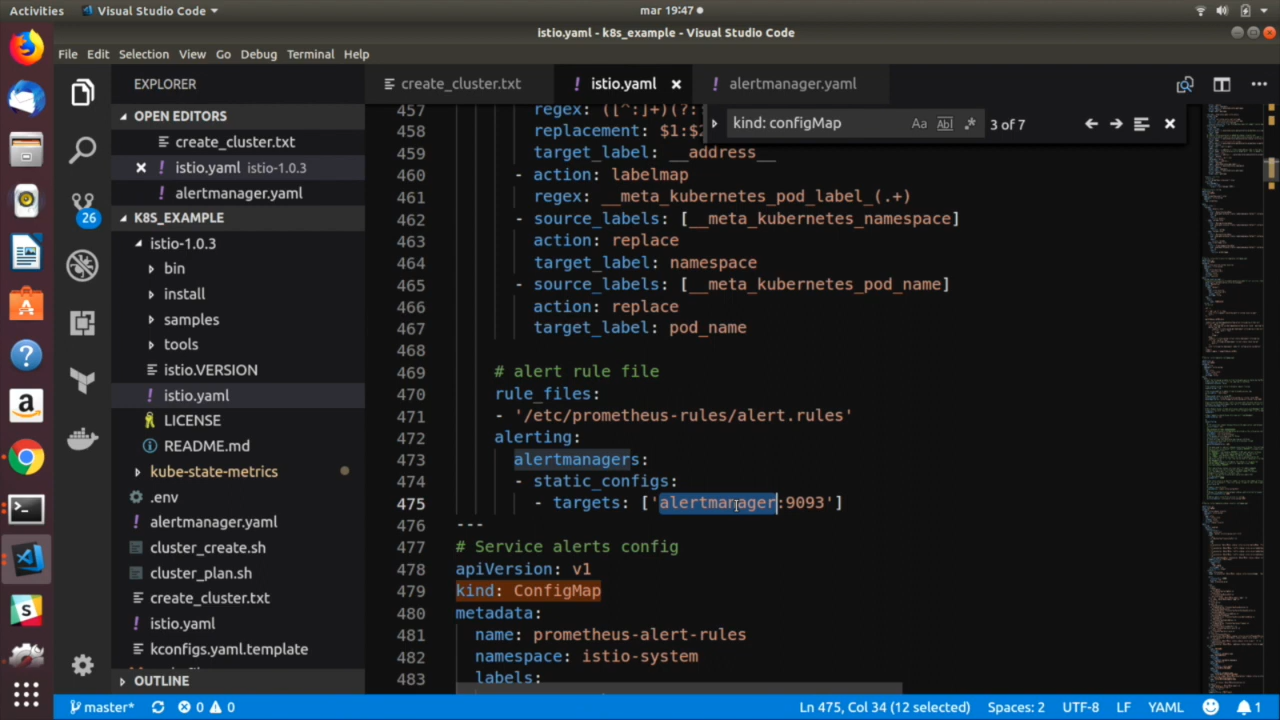 Activities
Visual Studio Code
mar 19:47
istio.yaml - k8s_example - Visual Studio Code
File Edit Selection View Go Debug Terminal Help
EXPLORER
OPEN EDITORS
create_cluster.txt
istio.yaml istio-1.0.3
alertmanager.yaml
K8S_EXAMPLE
istio-1.0.3
bin
install
samples
tools
istio.VERSION
istio.yaml
LICENSE
README.md
kube-state-metrics
.env
alertmanager.yaml
cluster_create.sh
cluster_plan.sh
create_cluster.txt
istio.yaml
kconfigs.yaml.template
OUTLINE
26
create_cluster.txt
istio.yaml
alertmanager.yaml
kind: configMap
Aa Abl .*
3 of 7
457 regex: ([^:]+)(?:
458 replacement: $1:$2
459 target_label: __address__
460 - action: labelmap
461 regex: __meta_kubernetes_pod_label_(.+)
462 - source_labels: [__meta_kubernetes_namespace]
463 action: replace
464 target_label: namespace
465 - source_labels: [__meta_kubernetes_pod_name]
466 action: replace
467 target_label: pod_name
468
469 # alert rule file
470 rule_files:
471 - '/etc/prometheus-rules/alert.rules'
472 alerting:
473 alertmanagers:
474 - static_configs:
475 - targets: ['alertmanager:9093']
476 ---
477 # Service alerts config
478 apiVersion: v1
479 kind: ConfigMap
480 metadata:
481 name: prometheus-alert-rules
482 namespace: istio-system
483 labels:
master* 0 0
Ln 475, Col 34 (12 selected) Spaces: 2 UTF-8 LF YAML 1